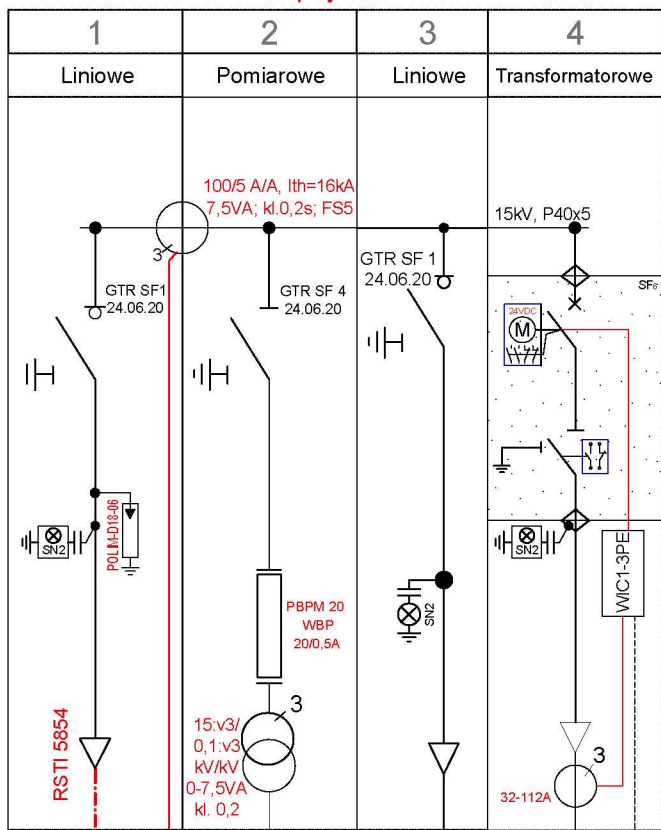 1
2
3
4
Liniowe
Pomiarowe
Liniowe
Transformatorowe
100/5 A/A, Ith=16kA
7,5VA; kl.0,2s; FS5
3
15kV, P40x5
GTR SF1
24.06.20
GTR SF 4
24.06.20
GTR SF 1
24.06.20
SF6
24VDC
M
POLIM-D18-06
SN2
SN2
SN2
WIC1-3PE
PBPM 20
WBP
20/0,5A
3
15:v3/
0,1:v3
kV/kV
0-7,5VA
kl. 0,2
RSTI 5854
3
32-112A